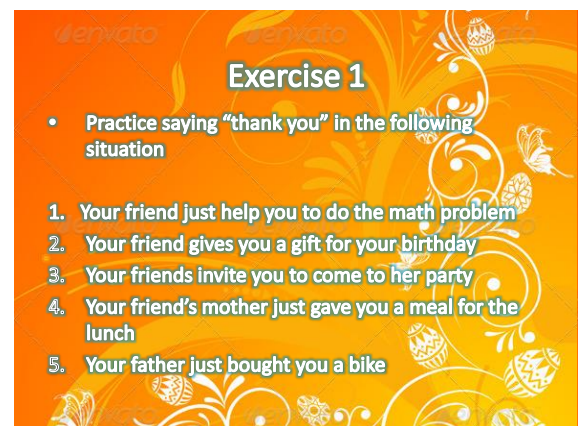 Exercise 1
• Practice saying “thank you” in the following
situation
1. Your friend just help you to do the math problem
2. Your friend gives you a gift for your birthday
3. Your friends invite you to come to her party
4. Your friend’s mother just gave you a meal for the
lunch
5. Your father just bought you a bike